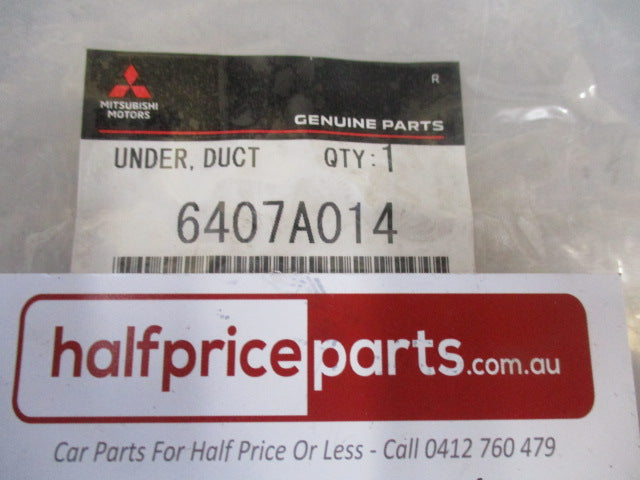 R
MITSUBISHI
MOTORS
GENUINE PARTS
UNDER, DUCT QTY:1
6407A014
halfpriceparts.com.au
Car Parts For Half Price Or Less - Call 0412 760 479